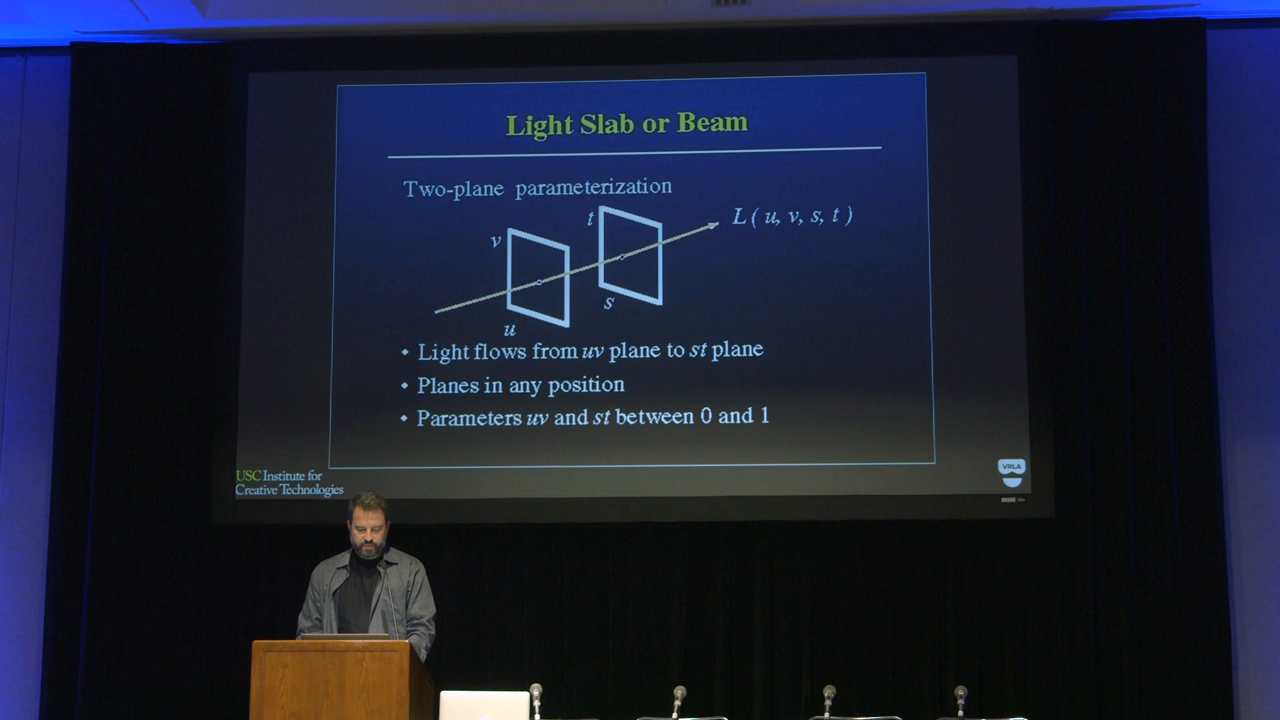 Light Slab or Beam
Two-plane parameterization
L ( u, v, s, t )
t
v
s
u
• Light flows from uv plane to st plane
• Planes in any position
• Parameters uv and st between 0 and 1
USC Institute for
Creative Technologies
VRLA